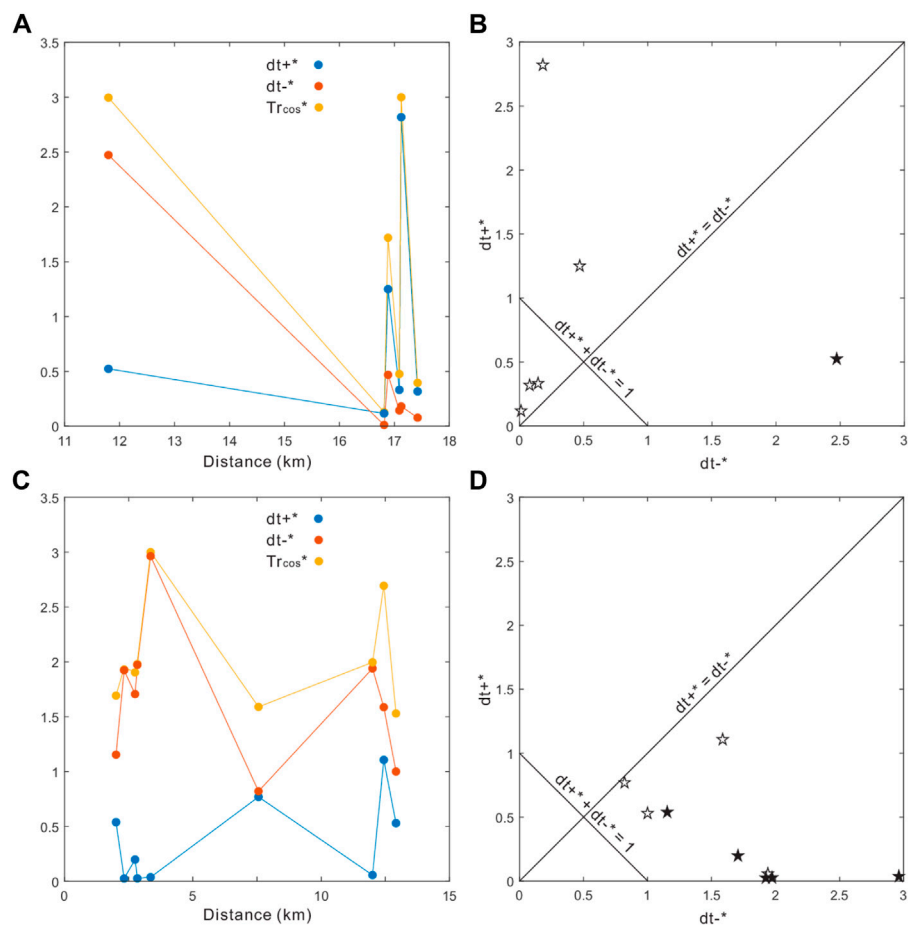 A
3.5
3
2.5
2
1.5
1
0.5
0
dt+*
dt-*
Trcos*
11
12
13
14
15
16
17
18
Distance (km)
B
3
2.5
2
1.5
1
0.5
0
dt+*
dt+* = dt-*
dt+* + dt-* = 1
0
0.5
1
1.5
2
2.5
3
dt-*
C
3.5
3
2.5
2
1.5
1
0.5
0
dt+*
dt-*
Trcos*
0
5
10
15
Distance (km)
D
3
2.5
2
1.5
1
0.5
0
dt+*
dt+* = dt-*
dt+* + dt-* = 1
0
0.5
1
1.5
2
2.5
3
dt-*